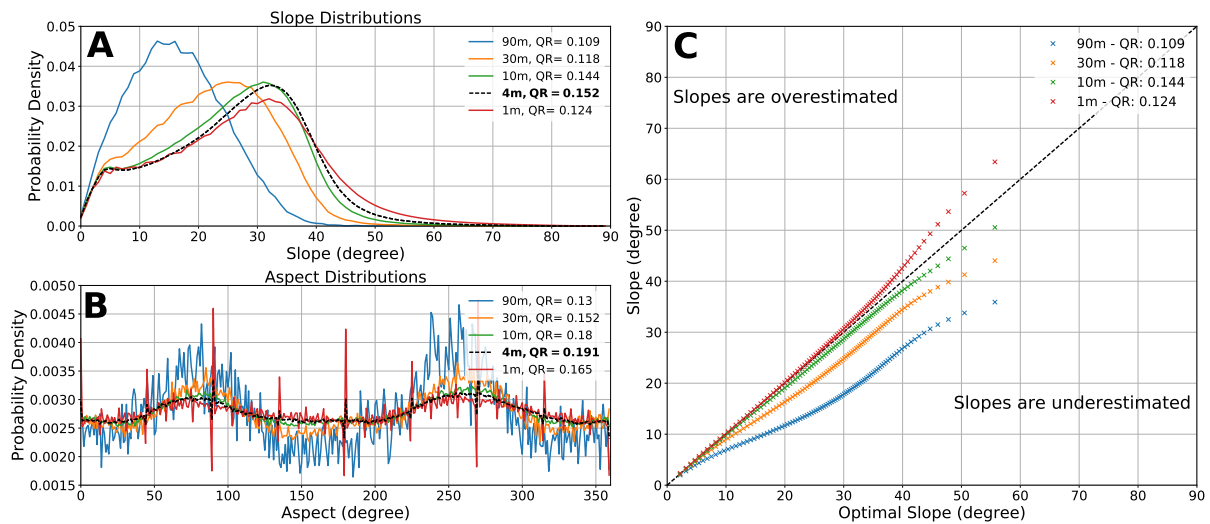 Slope Distributions
A
0.05
0.04
0.03
0.02
0.01
0.00
Probability Density
90m, QR= 0.109
30m, QR= 0.118
10m, QR= 0.144
4m, QR= 0.152
1m, QR= 0.124
0 10 20 30 40 50 60 70 80 90
Slope (degree)
Aspect Distributions
B
0.0050
0.0045
0.0040
0.0035
0.0030
0.0025
0.0020
0.0015
Probability Density
90m, QR= 0.13
30m, QR= 0.152
10m, QR= 0.18
4m, QR= 0.191
1m, QR= 0.165
0 50 100 150 200 250 300 350
Aspect (degree)
C
90
80
70
60
50
40
30
20
10
0
Slope (degree)
90m - QR: 0.109
30m - QR: 0.118
10m - QR: 0.144
1m - QR: 0.124
Slopes are overestimated
Slopes are underestimated
0 10 20 30 40 50 60 70 80 90
Optimal Slope (degree)